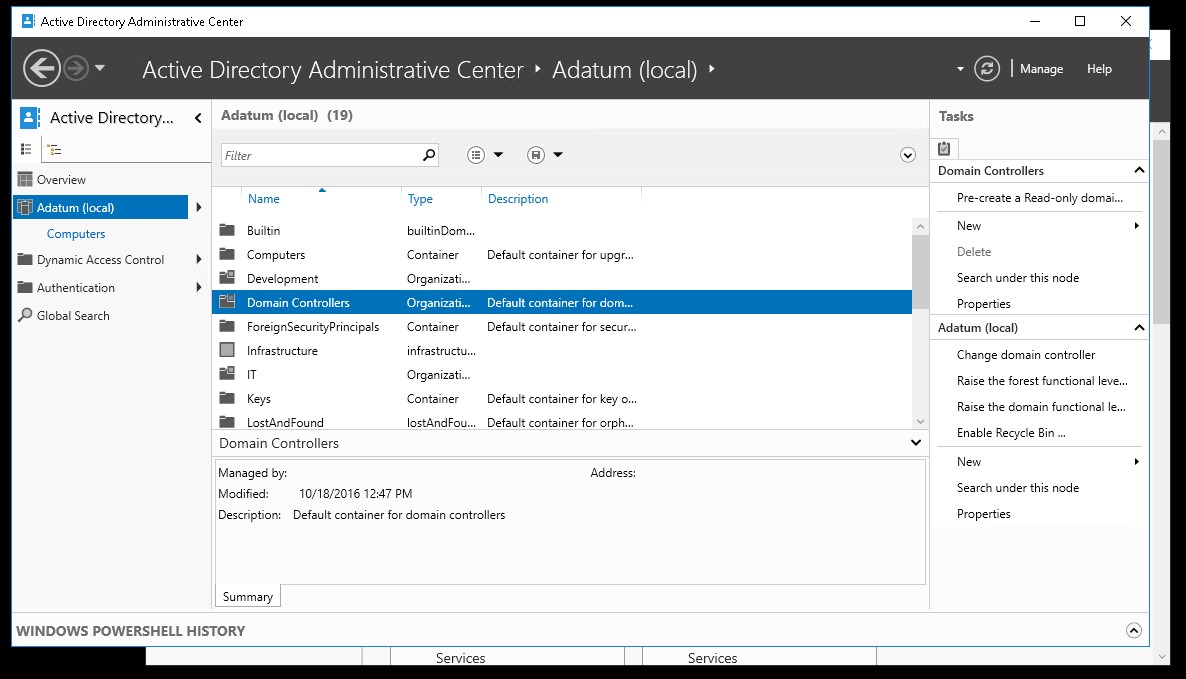 Active Directory Administrative Center
Active Directory Administrative Center Adatum (local)
Manage Help
Active Directory...
Overview
Adatum (local)
Computers
Dynamic Access Control
Authentication
Global Search
Adatum (local) (19)
Filter
Name Type Description
Builtin builtinDom...
Computers Container Default container for upgr...
Development Organizati...
Domain Controllers Organizati... Default container for dom...
ForeignSecurityPrincipals Container Default container for secur...
Infrastructure infrastructu...
IT Organizati...
Keys Container Default container for key o...
LostAndFound lostAndFou... Default container for orph...
Domain Controllers
Managed by: Address:
Modified: 10/18/2016 12:47 PM
Description: Default container for domain controllers
Summary
Tasks
Domain Controllers
Pre-create a Read-only domai...
New
Delete
Search under this node
Properties
Adatum (local)
Change domain controller
Raise the forest functional leve...
Raise the domain functional le...
Enable Recycle Bin ...
New
Search under this node
Properties
WINDOWS POWERSHELL HISTORY
Services Services